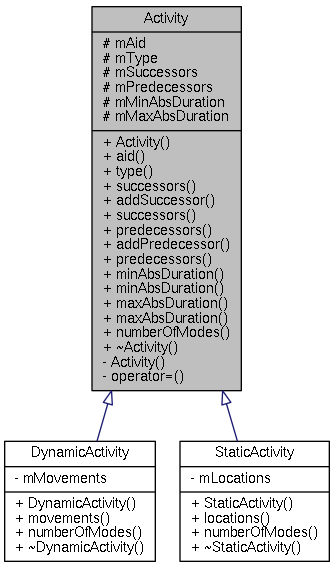 Activity
# mAid
# mType
# mSuccessors
# mPredecessors
# mMinAbsDuration
# mMaxAbsDuration
+ Activity()
+ aid()
+ type()
+ successors()
+ addSuccessor()
+ successors()
+ predecessors()
+ addPredecessor()
+ predecessors()
+ minAbsDuration()
+ minAbsDuration()
+ maxAbsDuration()
+ maxAbsDuration()
+ numberOfModes()
+ ~Activity()
- Activity()
- operator=()
DynamicActivity
- mMovements
+ DynamicActivity()
+ movements()
+ numberOfModes()
+ ~DynamicActivity()
StaticActivity
- mLocations
+ StaticActivity()
+ locations()
+ numberOfModes()
+ ~StaticActivity()